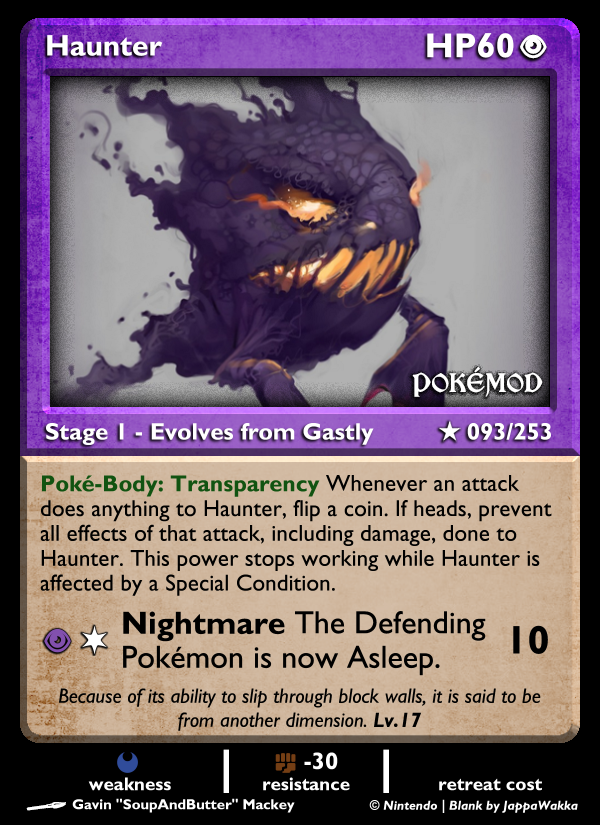 Haunter HP60
POKÉMOD
Stage 1 - Evolves from Gastly ★ 093/253
Poké-Body: Transparency Whenever an attack
does anything to Haunter, flip a coin. If heads, prevent
all effects of that attack, including damage, done to
Haunter. This power stops working while Haunter is
affected by a Special Condition.
Nightmare The Defending 10
Pokémon is now Asleep.
Because of its ability to slip through block walls, it is said to be
from another dimension. Lv.17
-30
weakness resistance retreat cost
Gavin "SoupAndButter" Mackey © Nintendo | Blank by JappaWakka